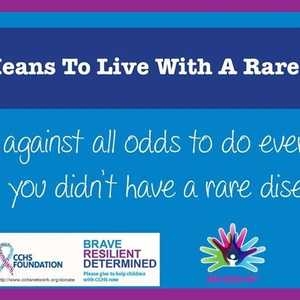 Means To Live With A Rare
against all odds to do ever
you didn't have a rare dise
CCHS
FOUNDATION
http://www.cchsnetwork.org/donate
BRAVE
RESILIENT
DETERMINED
Please give to help children
with CCHS now